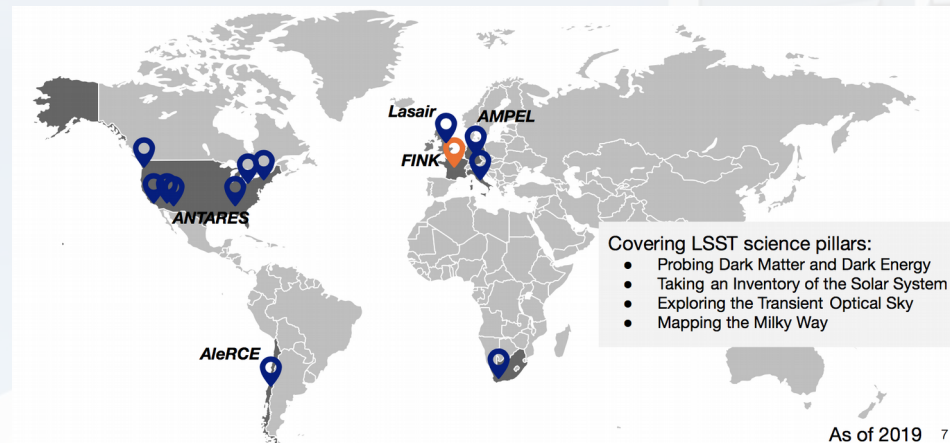 Lasair
AMPEL
FINK
ANTARES
Covering LSST science pillars:
● Probing Dark Matter and Dark Energy
● Taking an Inventory of the Solar System
● Exploring the Transient Optical Sky
● Mapping the Milky Way
AleRCE
As of 2019 7